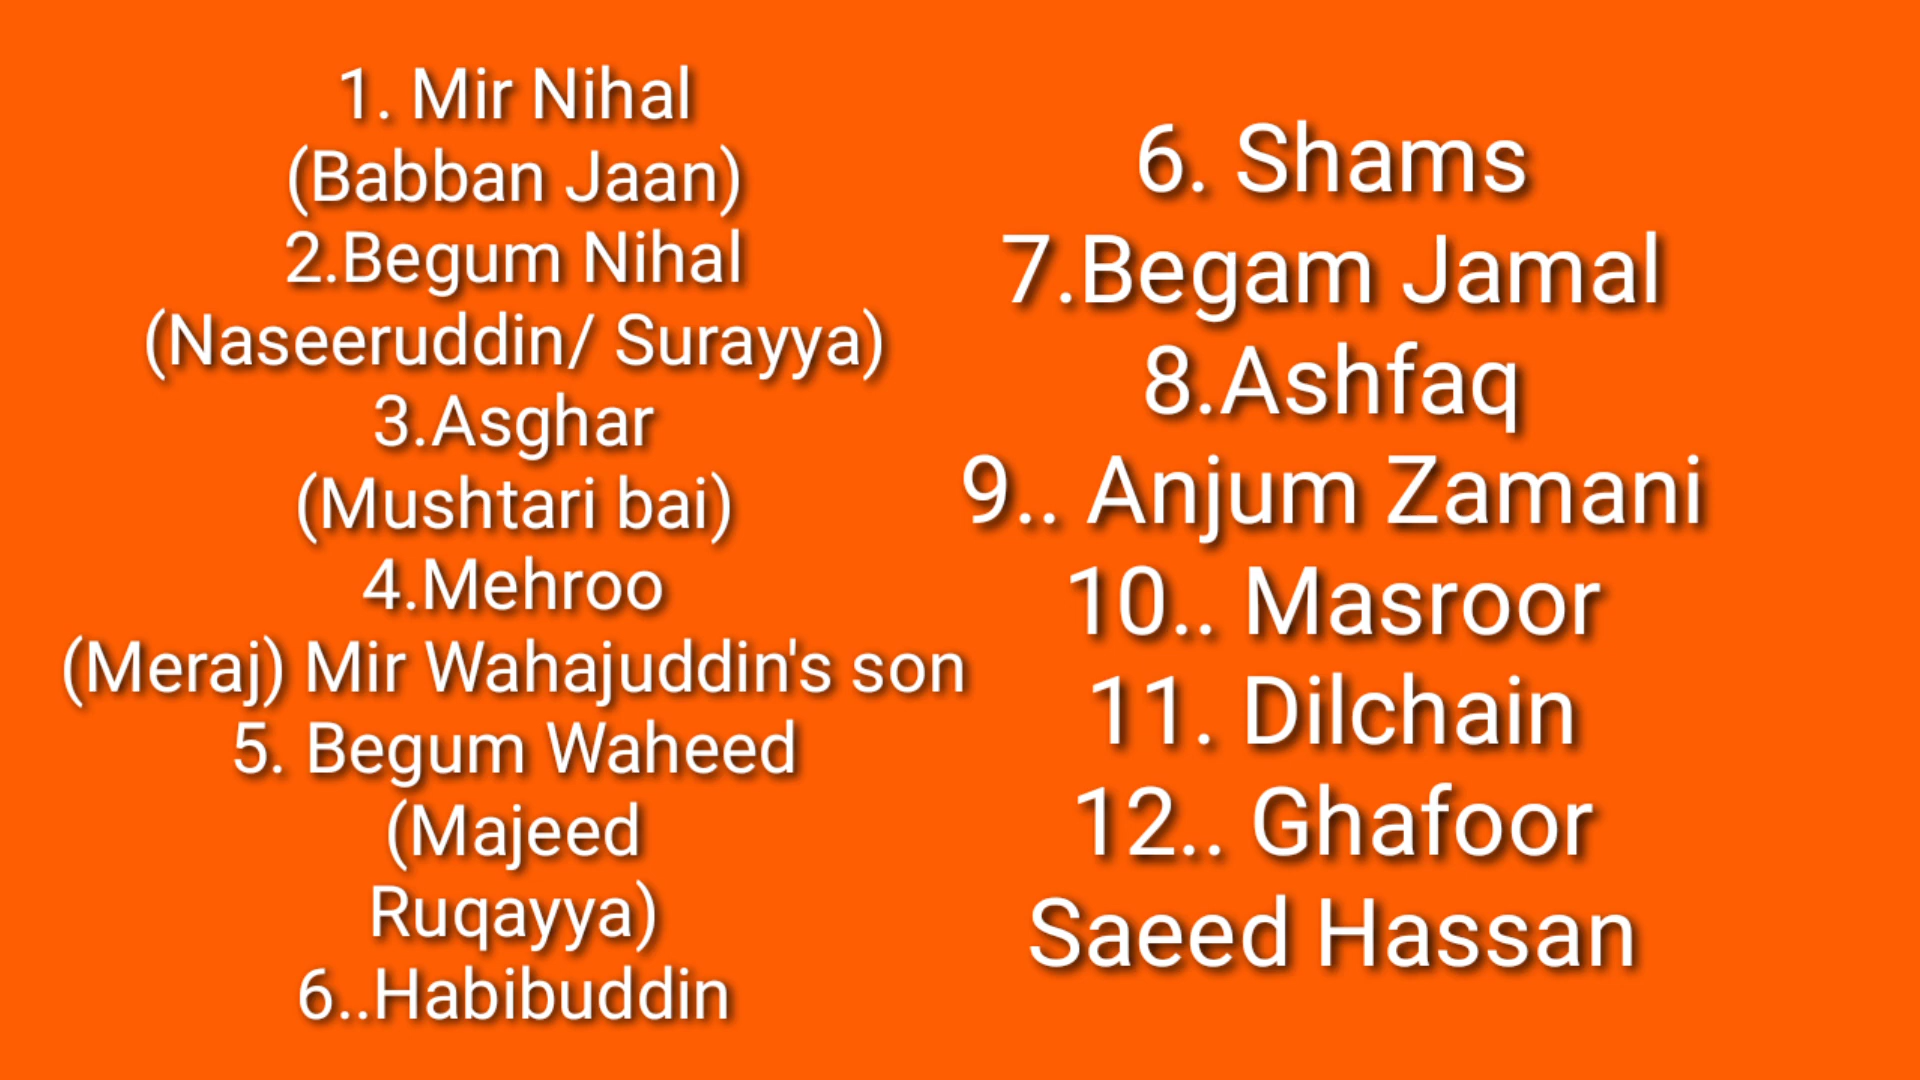 1. Mir Nihal
(Babban Jaan)
2.Begum Nihal
(Naseeruddin/ Surayya)
3.Asghar
(Mushtari bai)
4.Mehroo
(Meraj) Mir Wahajuddin's son
5. Begum Waheed
(Majeed
Ruqayya)
6..Habibuddin
6. Shams
7.Begam Jamal
8.Ashfaq
9.. Anjum Zamani
10.. Masroor
11. Dilchain
12.. Ghafoor
Saeed Hassan